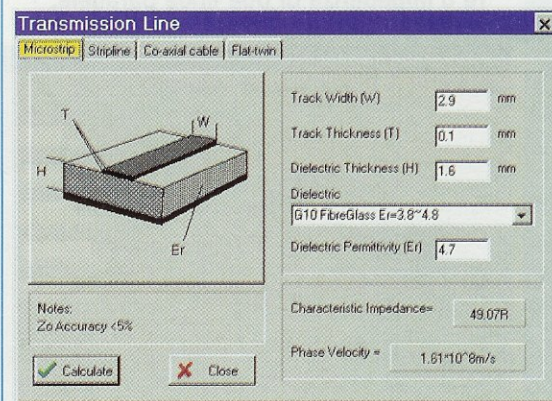 Transmission Line
Microstrip Stripline Co-axial cable Flat-twin
T
W
H
Er
Track Width (W) 2.9 mm
Track Thickness (T) 0.1 mm
Dielectric Thickness (H) 1.6 mm
Dielectric
G10 FibreGlass Er=3.8~4.8
Dielectric Permittivity (Er) 4.7
Notes:
Zo Accuracy <5%
Characteristic Impedance= 49.07R
Phase Velocity = 1.61*10^8m/s
Calculate Close